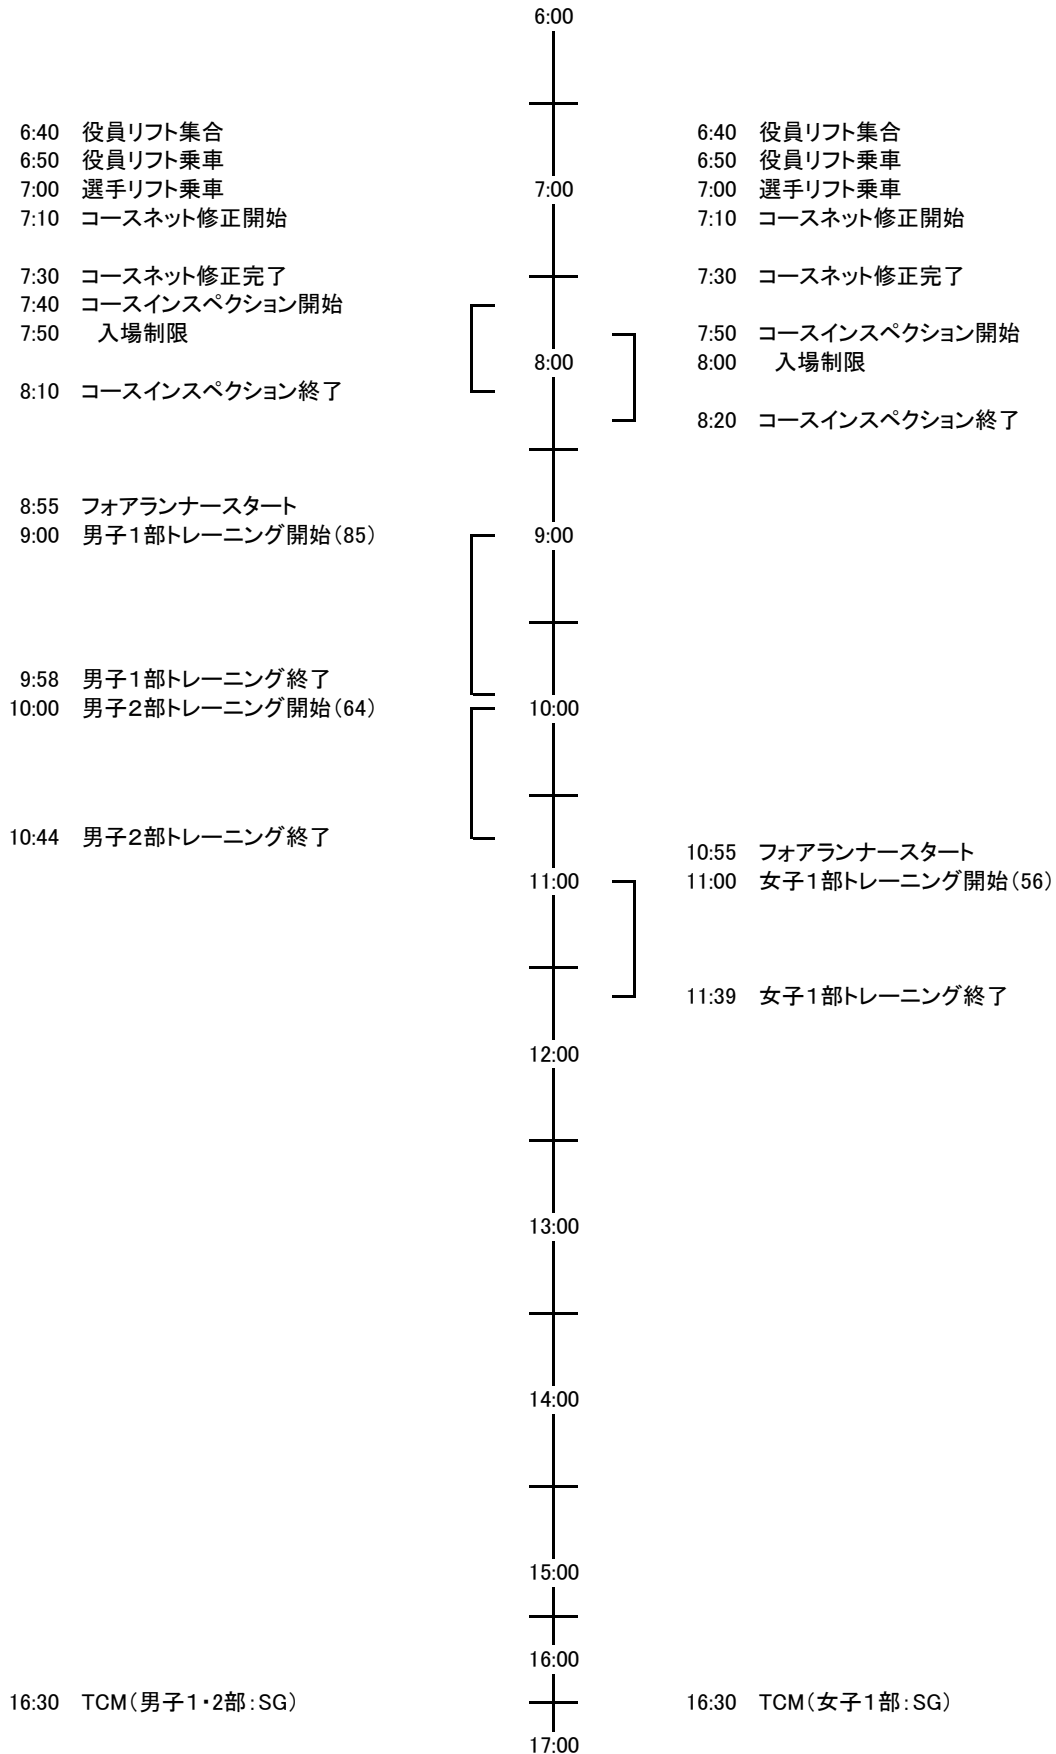 6:00
6:40 役員リフト集合 6:40 役員リフト集合
6:50 役員リフト乗車 6:50 役員リフト乗車
7:00 選手リフト乗車 7:00 7:00 選手リフト乗車
7:10 コースネット修正開始 7:10 コースネット修正開始
7:30 コースネット修正完了 7:30 コースネット修正完了
7:40 コースインスペクション開始
7:50 入場制限 7:50 コースインスペクション開始
8:00 8:00 入場制限
8:10 コースインスペクション終了
8:20 コースインスペクション終了
8:55 フォアランナースタート
9:00 男子1部トレーニング開始(85) 9:00
9:58 男子1部トレーニング終了
10:00 男子2部トレーニング開始(64) 10:00
10:44 男子2部トレーニング終了
10:55 フォアランナースタート
11:00 11:00 女子1部トレーニング開始(56)
11:39 女子1部トレーニング終了
12:00
13:00
14:00
15:00
16:00
16:30 TCM(男子1・2部:SG) 16:30 TCM(女子1部:SG)
17:00